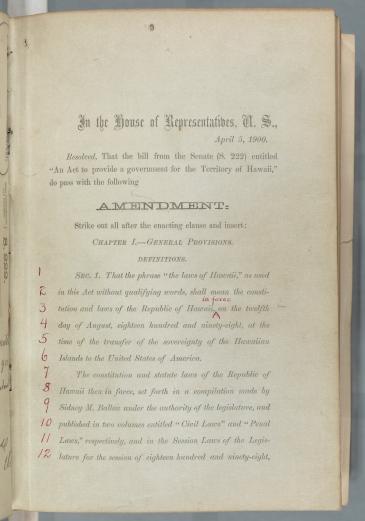 In the House of Representatives, U. S.,
April 5, 1900.
Resolved, That the bill from the Senate (S. 222) entitled
"An Act to provide a government for the Territory of Hawaii,"
do pass with the following
AMENDMENT:
Strike out all after the enacting clause and insert:
CHAPTER I.—GENERAL PROVISIONS.
DEFINITIONS.
1 SEC. 1. That the phrase "the laws of Hawaii," as used
2 in this Act without qualifying words, shall mean the consti-
in force
3 tution and laws of the Republic of Hawaii, on the twelfth
4 day of August, eighteen hundred and ninety-eight, at the
5 time of the transfer of the sovereignty of the Hawaiian
6 Islands to the United States of America.
7 The constitution and statute laws of the Republic of
8 Hawaii then in force, set forth in a compilation made by
9 Sidney M. Ballou under the authority of the legislature, and
10 published in two volumes entitled "Civil Laws" and "Penal
11 Laws," respectively, and in the Session Laws of the Legis-
12 lature for the session of eighteen hundred and ninety-eight,